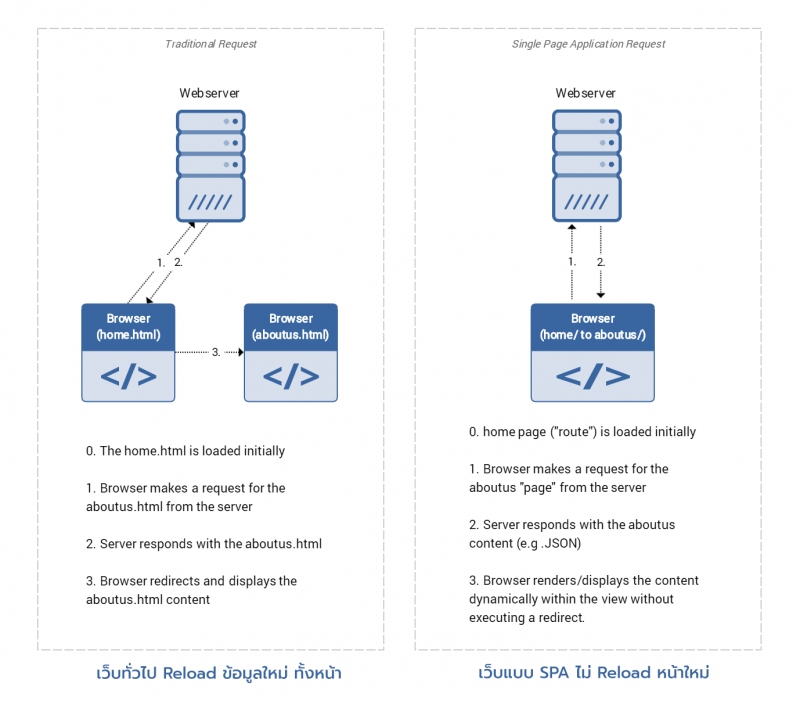 Traditional Request
Webserver
1.
2.
Browser
(home.html)
</>
3.
Browser
(aboutus.html)
</>
0. The home.html is loaded initially
1. Browser makes a request for the
aboutus.html from the server
2. Server responds with the aboutus.html
3. Browser redirects and displays the
aboutus.html content
เว็บทั่วไป Reload ข้อมูลใหม่ ทั้งหน้า
Single Page Application Request
Webserver
1.
2.
Browser
(home/ to aboutus/)
</>
0. home page ("route") is loaded initially
1. Browser makes a request for the
aboutus "page" from the server
2. Server responds with the aboutus
content (e.g .JSON)
3. Browser renders/displays the content
dynamically within the view without
executing a redirect.
เว็บแบบ SPA ไม่ Reload หน้าใหม่